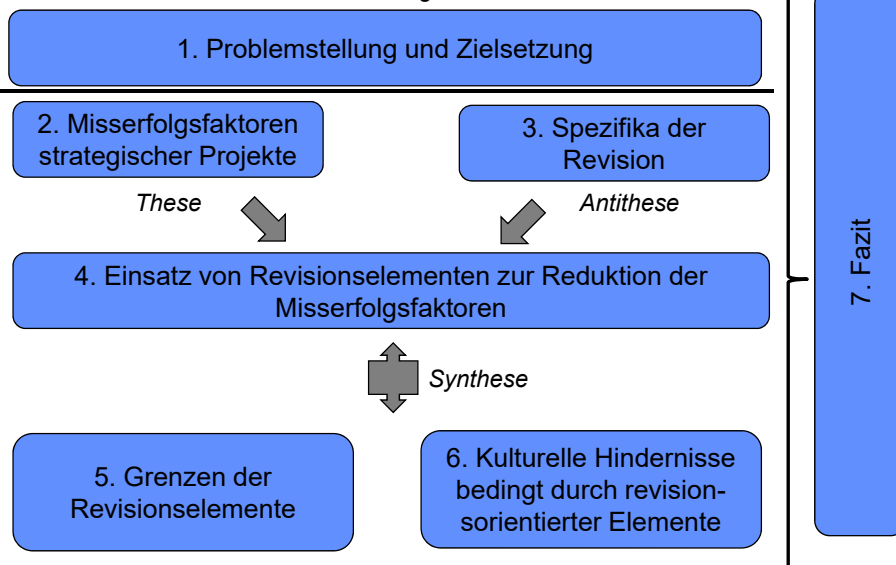 1. Problemstellung und Zielsetzung
2. Misserfolgsfaktoren
strategischer Projekte
3. Spezifika der
Revision
These
Antithese
4. Einsatz von Revisionselementen zur Reduktion der
Misserfolgsfaktoren
Synthese
5. Grenzen der
Revisionselemente
6. Kulturelle Hindernisse
bedingt durch revision-
sorientierter Elemente
7. Fazit